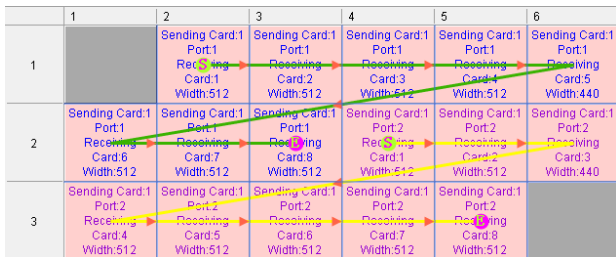 1 2 3 4 5 6
1
Sending Card:1 Sending Card:1 Sending Card:1 Sending Card:1 Sending Card:1
Port:1 Port:1 Port:1 Port:1 Port:1
Receiving Receiving Receiving Receiving Receiving
Card:1 Card:2 Card:3 Card:4 Card:5
Width:512 Width:512 Width:512 Width:512 Width:440
S
2
Sending Card:1 Sending Card:1 Sending Card:1 Sending Card:1 Sending Card:1 Sending Card:1
Port:1 Port:1 Port:1 Port:2 Port:2 Port:2
Receiving Receiving Receiving Receiving Receiving Receiving
Card:6 Card:7 Card:8 Card:1 Card:2 Card:3
Width:512 Width:512 Width:512 Width:512 Width:512 Width:440
E S
3
Sending Card:1 Sending Card:1 Sending Card:1 Sending Card:1 Sending Card:1
Port:2 Port:2 Port:2 Port:2 Port:2
Receiving Receiving Receiving Receiving Receiving
Card:4 Card:5 Card:6 Card:7 Card:8
Width:512 Width:512 Width:512 Width:512 Width:512
E